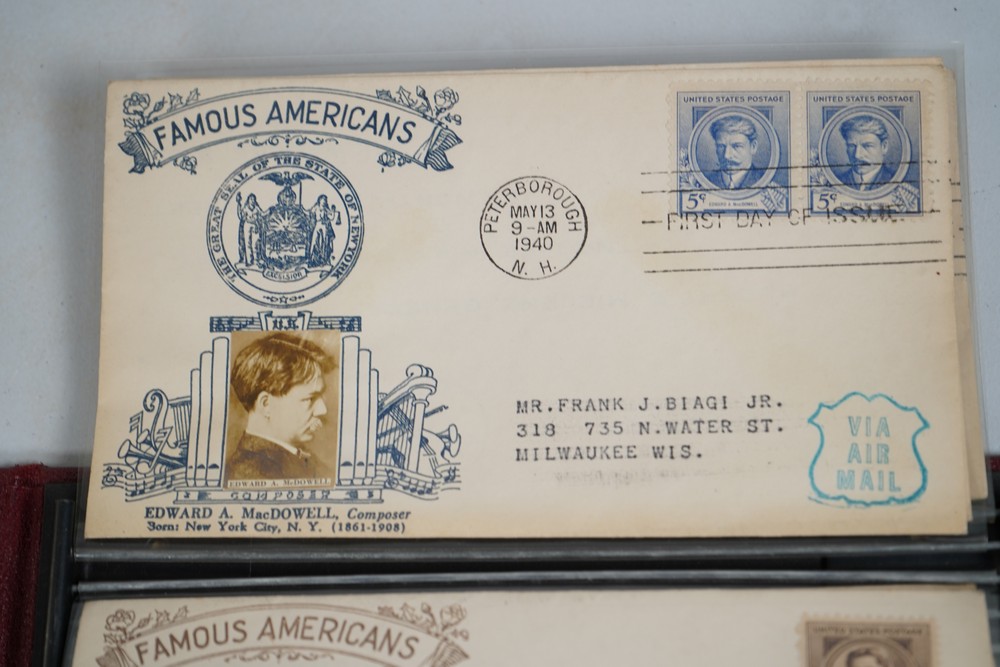 FAMOUS AMERICANS
THE GREAT SEAL OF THE STATE OF NEW YORK
EXCELSIOR
EDWARD A. McDOWELL
COMPOSER
EDWARD A. MacDOWELL, Composer
Born: New York City, N. Y. (1861-1908)
PETERBOROUGH
MAY 13
9-AM
1940
N. H.
UNITED STATES POSTAGE
5¢
EDWARD A. MACDOWELL
UNITED STATES POSTAGE
5¢
FIRST DAY OF ISSUE
MR.FRANK J.BIAGI JR.
318 735 N.WATER ST.
MILWAUKEE WIS.
VIA
AIR
MAIL
FAMOUS AMERICANS
UNITED STATES POSTAGE